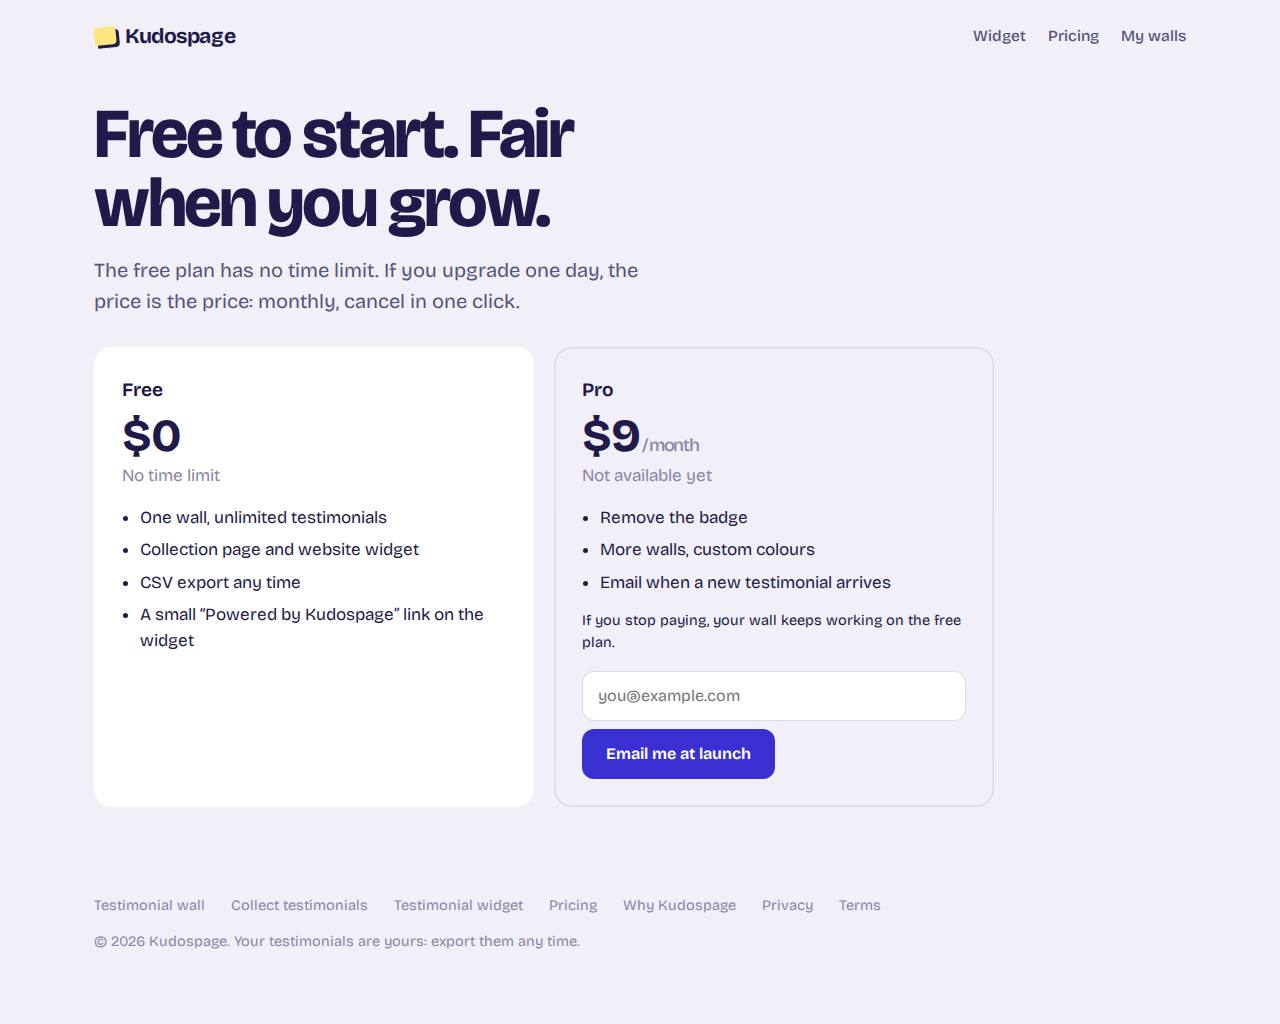 Kudospage
Widget Pricing My walls
Free to start. Fair
when you grow.
The free plan has no time limit. If you upgrade one day, the
price is the price: monthly, cancel in one click.
Free
$0
No time limit
• One wall, unlimited testimonials
• Collection page and website widget
• CSV export any time
• A small "Powered by Kudospage" link on the
widget
Pro
$9/month
Not available yet
• Remove the badge
• More walls, custom colours
• Email when a new testimonial arrives
If you stop paying, your wall keeps working on the free
plan.
you@example.com
Email me at launch
Testimonial wall Collect testimonials Testimonial widget Pricing Why Kudospage Privacy Terms
© 2026 Kudospage. Your testimonials are yours: export them any time.